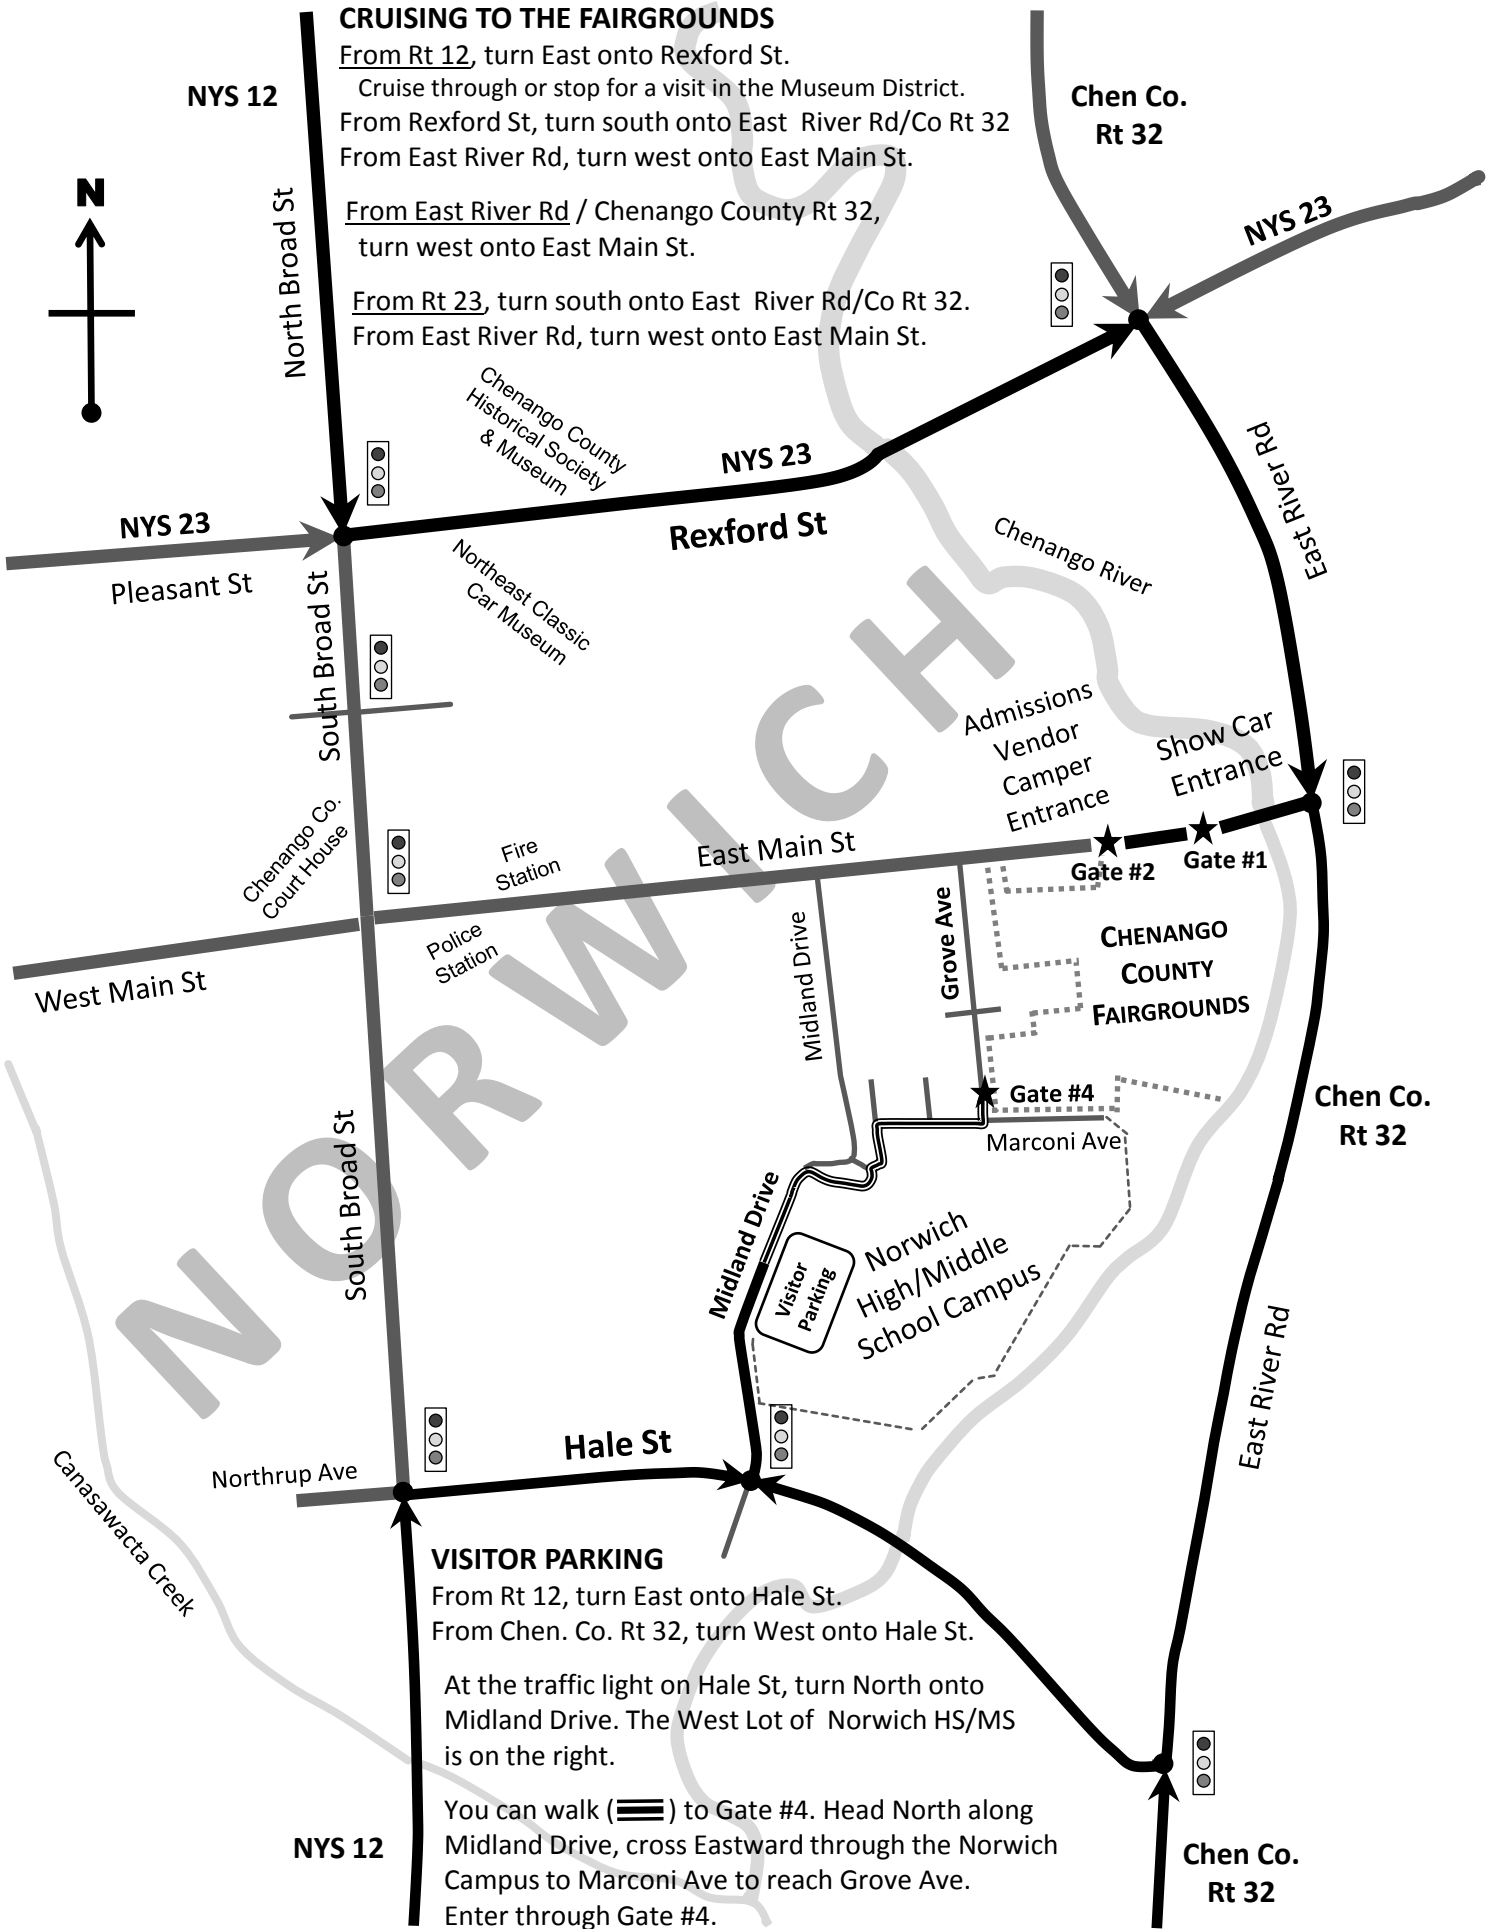 CRUISING TO THE FAIRGROUNDS
From Rt 12, turn East onto Rexford St.
Cruise through or stop for a visit in the Museum District.
From Rexford St, turn south onto East River Rd/Co Rt 32
From East River Rd, turn west onto East Main St.
From East River Rd / Chenango County Rt 32,
turn west onto East Main St.
From Rt 23, turn south onto East River Rd/Co Rt 32.
From East River Rd, turn west onto East Main St.
NYS 12
Chen Co.
Rt 32
N
North Broad St
NYS 23
Chenango County
Historical Society
& Museum
NYS 23
Rexford St
East River Rd
NYS 23
Pleasant St
Northeast Classic
Car Museum
Chenango River
South Broad St
NORWICH
Admissions
Vendor
Camper
Entrance
Show Car
Entrance
Chenango Co.
Court House
Fire
Station
East Main St
Gate #2
Gate #1
Police
Station
West Main St
Midland Drive
Grove Ave
CHENANGO
COUNTY
FAIRGROUNDS
Gate #4
Marconi Ave
Chen Co.
Rt 32
South Broad St
Midland Drive
Visitor
Parking
Norwich
High/Middle
School Campus
East River Rd
Hale St
Northrup Ave
Canasawacta Creek
VISITOR PARKING
From Rt 12, turn East onto Hale St.
From Chen. Co. Rt 32, turn West onto Hale St.
At the traffic light on Hale St, turn North onto
Midland Drive. The West Lot of Norwich HS/MS
is on the right.
You can walk ( ) to Gate #4. Head North along
Midland Drive, cross Eastward through the Norwich
Campus to Marconi Ave to reach Grove Ave.
Enter through Gate #4.
NYS 12
Chen Co.
Rt 32